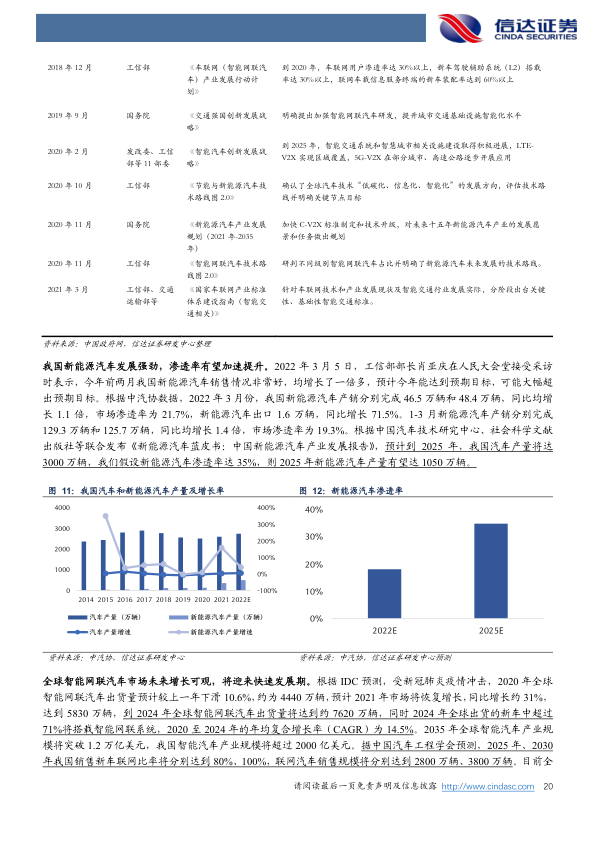 信达证券
CINDA SECURITIES
2018 年 12 月 工信部 《车联网（智能网联汽 到 2020 年，车联网用户渗透率达 30%以上，新车驾驶辅助系统（L2）搭载
车）产业发展行动计 率达 30%以上，联网车载信息服务终端的新车装配率达到 60%以上
划》
2019 年 9 月 国务院 《交通强国创新发展战 明确提出加强智能网联汽车研发，提升城市交通基础设施智能化水平
略》
2020 年 2 月 发改委、工信 《智能汽车创新发展战 到 2025 年，智能交通系统和智慧城市相关设施建设取得积极进展，LTE-
部等 11 部委 略》 V2X 实现区域覆盖，5G-V2X 在部分城市、高速公路逐步开展应用
2020 年 10 月 工信部 《节能与新能源汽车技 确认了全球汽车技术“低碳化、信息化、智能化”的发展方向，评估技术路
术路线图 2.0》 线并明确关键节点目标
2020 年 11 月 国务院 《新能源汽车产业发展 加快 C-V2X 标准制定和技术升级，对未来十五年新能源汽车产业的发展愿
规划（2021 年-2035 景和任务做出规划
年）
2020 年 11 月 工信部 《智能网联汽车技术路 研判不同级别智能网联汽车占比并明确了新能源汽车未来发展的技术路线。
线图 2.0》
2021 年 3 月 工信部、交通 《国家车联网产业标准 针对车联网技术和产业发展现状及智能交通行业发展实际，分阶段出台关键
运输部等 体系建设指南（智能交 性、基础性智能交通标准。
通相关）》
资料来源：中国政府网，信达证券研发中心整理
我国新能源汽车发展强劲，渗透率有望加速提升。2022 年 3 月 5 日，工信部部长肖亚庆在人民大会堂接受采访
时表示，今年前两月我国新能源汽车销售情况非常好，均增长了一倍多，预计今年能达到预期目标，可能大幅超
出预期目标。根据中汽协数据，2022 年 3 月份，我国新能源汽车产销分别完成 46.5 万辆和 48.4 万辆，同比均增
长 1.1 倍，市场渗透率为 21.7%，新能源汽车出口 1.6 万辆，同比增长 71.5%。1-3 月新能源汽车产销分别完成
129.3 万辆和 125.7 万辆，同比均增长 1.4 倍，市场渗透率为 19.3%。根据中国汽车技术研究中心、社会科学文献
出版社等联合发布《新能源汽车蓝皮书：中国新能源汽车产业发展报告》，预计到 2025 年，我国汽车产量将达
3000 万辆，我们假设新能源汽车渗透率达 35%，则 2025 年新能源汽车产量有望达 1050 万辆。
图 11：我国汽车和新能源汽车产量及增长率
4000
3000
2000
1000
0
400%
300%
200%
100%
0%
-100%
2014 2015 2016 2017 2018 2019 2020 2021 2022E
汽车产量（万辆） 新能源汽车产量（万辆）
汽车产量增速 新能源汽车产量增速
资料来源：中汽协，信达证券研发中心
图 12：新能源汽车渗透率
40%
30%
20%
10%
0%
2022E 2025E
资料来源：中汽协，信达证券研发中心预测
全球智能网联汽车市场未来增长可观，将迎来快速发展期。根据 IDC 预测，受新冠肺炎疫情冲击，2020 年全球
智能网联汽车出货量预计较上一年下滑 10.6%，约为 4440 万辆，预计 2021 年市场将恢复增长，同比增长约 31%，
达到 5830 万辆，到 2024 年全球智能网联汽车出货量将达到约 7620 万辆，同时 2024 年全球出货的新车中超过
71%将搭载智能网联系统，2020 至 2024 年的年均复合增长率（CAGR）为 14.5%。2035 年全球智能汽车产业规
模将突破 1.2 万亿美元，我国智能汽车产业规模将超过 2000 亿美元。据中国汽车工程学会预测，2025 年、2030
年我国销售新车联网比率将分别达到 80%、100%，联网汽车销售规模将分别达到 2800 万辆、3800 万辆。目前全
请阅读最后一页免责声明及信息披露 http://www.cindasc.com 20